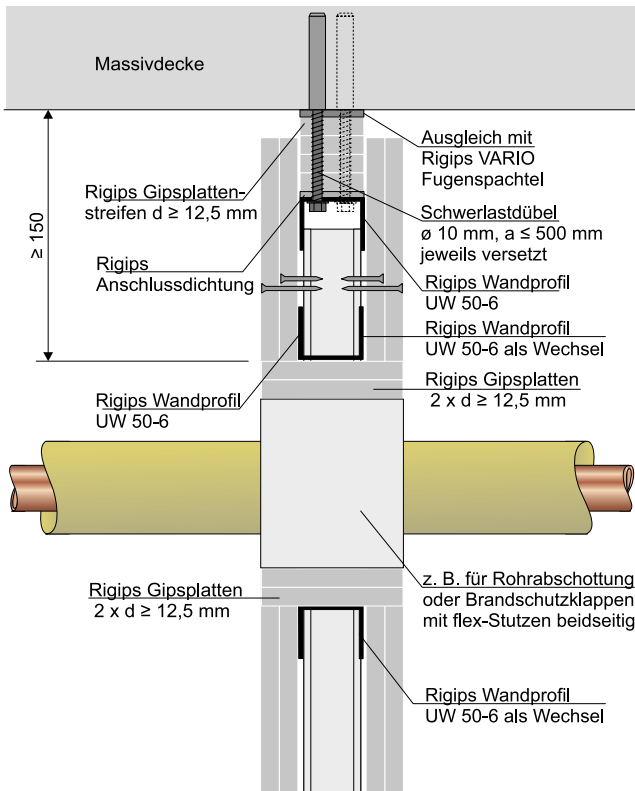 Massivdecke
Ausgleich mit
Rigips VARIO
Fugenspachtel
Rigips Gipsplatten-
streifen d ≥ 12,5 mm
Schwerlastdübel
ø 10 mm, a ≤ 500 mm
jeweils versetzt
≥ 150
Rigips
Anschlussdichtung
Rigips Wandprofil
UW 50-6
Rigips Wandprofil
UW 50-6 als Wechsel
Rigips Gipsplatten
2 x d ≥ 12,5 mm
Rigips Wandprofil
UW 50-6
Rigips Gipsplatten
2 x d ≥ 12,5 mm
z. B. für Rohrabschottung
oder Brandschutzklappen
mit flex-Stutzen beidseitig
Rigips Wandprofil
UW 50-6 als Wechsel